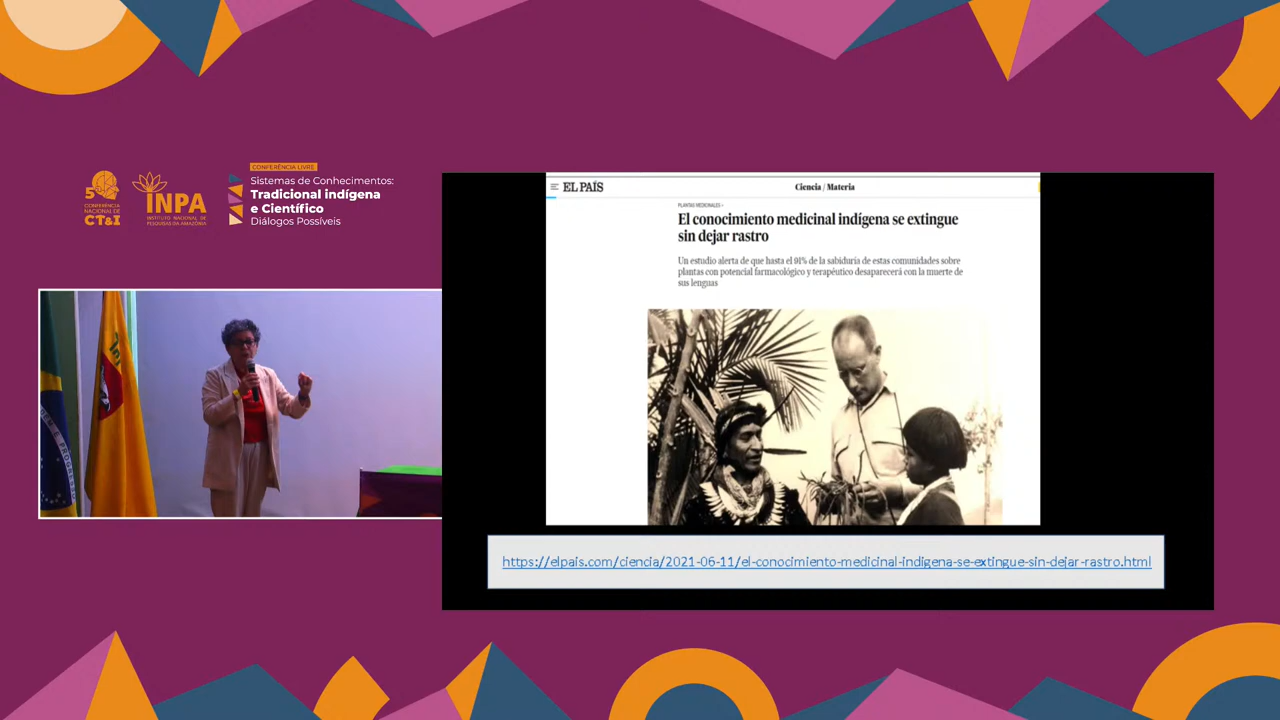 5ª
CONFERÊNCIA
NACIONAL DE
CT&I
INPA
INSTITUTO NACIONAL DE
PESQUISAS DA AMAZÔNIA
CONFERÊNCIA LIVRE
Sistemas de Conhecimentos:
Tradicional indígena
e Científico
Diálogos Possíveis
EL PAÍS
Ciencia / Materia
PLANTAS MEDICINALES ›
El conocimiento medicinal indígena se extingue
sin dejar rastro
Un estudio alerta de que hasta el 91% de la sabiduría de estas comunidades sobre
plantas con potencial farmacológico y terapéutico desaparecerá con la muerte de
sus lenguas
https://elpais.com/ciencia/2021-06-11/el-conocimiento-medicinal-indigena-se-extingue-sin-dejar-rastro.html